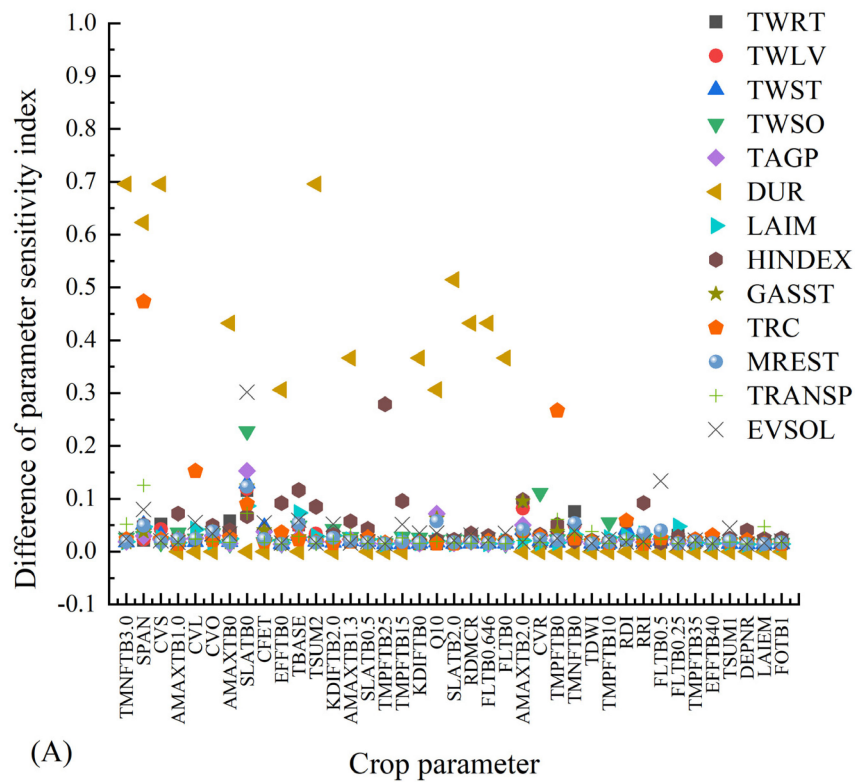 Difference of parameter sensitivity index
1.0
0.9
0.8
0.7
0.6
0.5
0.4
0.3
0.2
0.1
0.0
-0.1
TWRT
TWLV
TWST
TWSO
TAGP
DUR
LAIM
HINDEX
GASST
TRC
MREST
TRANSP
EVSOL
TMNFTB3.0
SPAN
CVS
AMAXTB1.0
CVL
CVO
AMAXTB0
SLATB0
CFET
EFFTB0
TBASE
TSUM2
KDIFTB2.0
AMAXTB1.3
SLATB0.5
TMPFTB25
TMPFTB15
KDIFTB0
Q10
SLATB2.0
RDMCR
FLTB0.646
FLTB0
AMAXTB2.0
CVR
TMPFTB0
TMNFTB0
TDWI
TMPFTB10
RDI
RRI
FLTB0.5
FLTB0.25
TMPFTB35
EFFTB40
TSUM1
DEPNR
LAIEM
FOTB1
(A)
Crop parameter